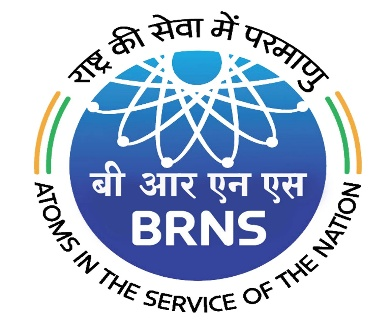 राष्ट्र की सेवा में परमाणु
बी आर एन एस
BRNS
ATOMS IN THE SERVICE OF THE NATION